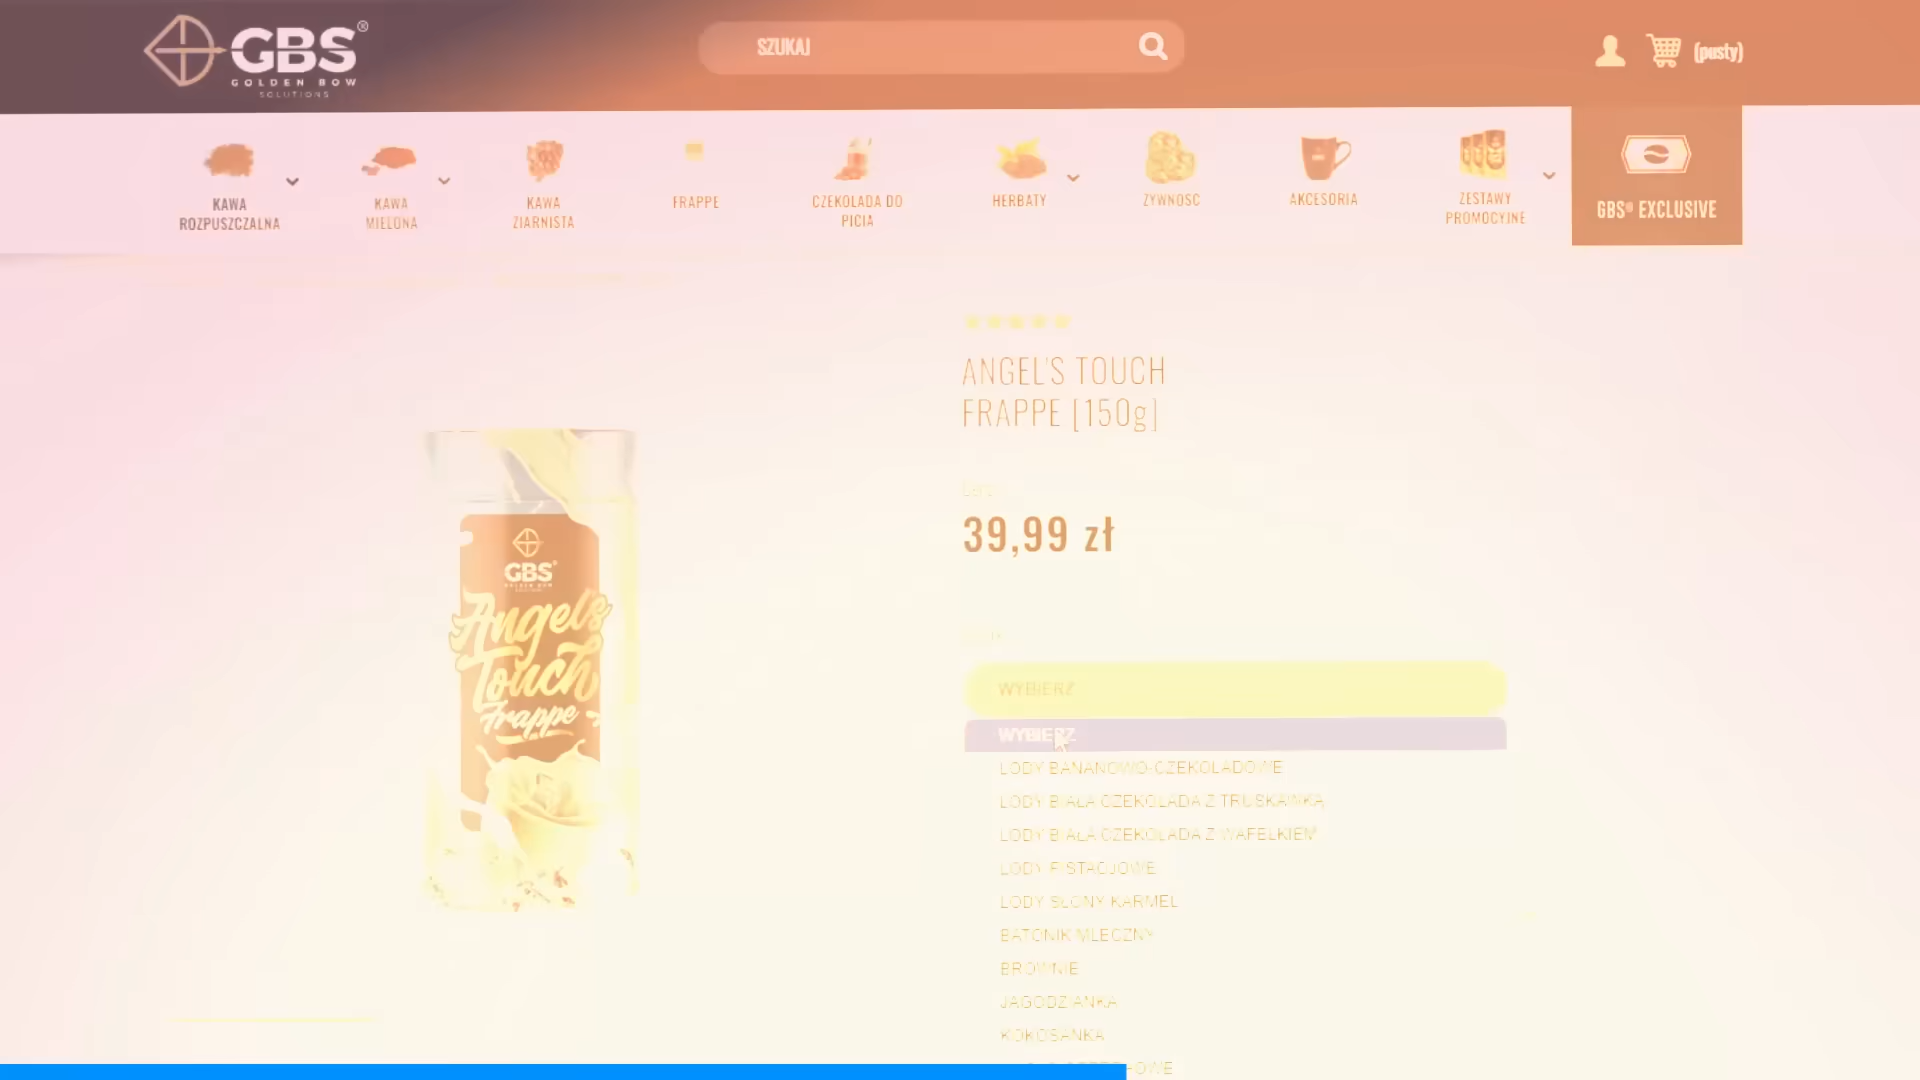 GBS®
GOLDEN BOW
SOLUTIONS
SZUKAJ
(pusty)
KAWA
ROZPUSZCZALNA
KAWA
MIELONA
KAWA
ZIARNISTA
FRAPPE
CZEKOLADA DO
PICIA
HERBATY
ŻYWNOŚĆ
AKCESORIA
ZESTAWY
PROMOCYJNE
GBS® EXCLUSIVE
ANGEL'S TOUCH
FRAPPE [150g]
39,99 zł
GBS®
Angel's
Touch
Frappe
WYBIERZ
WYBIERZ
LODY BANANOWO-CZEKOLADOWE
LODY BIAŁA CZEKOLADA Z TRUSKAWKĄ
LODY BIAŁA CZEKOLADA Z WAFELKIEM
LODY PISTACJOWE
LODY SŁONY KARMEL
BATONIK MLECZNY
BROWNIE
JAGODZIANKA
KOKOSANKA